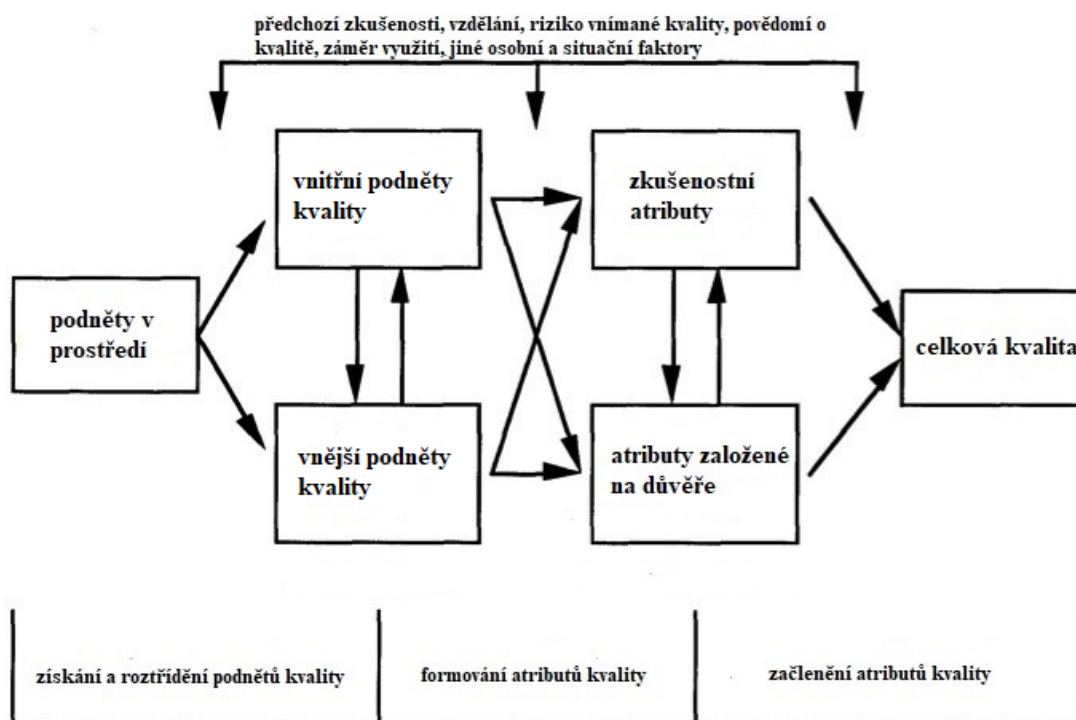 předchozí zkušenosti, vzdělání, riziko vnímané kvality, povědomí o
kvalitě, záměr využití, jiné osobní a situační faktory
vnitřní podněty
kvality
zkušenostní
atributy
podněty v
prostředí
celková kvalita
vnější podněty
kvality
atributy založené
na důvěře
získání a roztřídění podnětů kvality
formování atributů kvality
začlenění atributů kvality